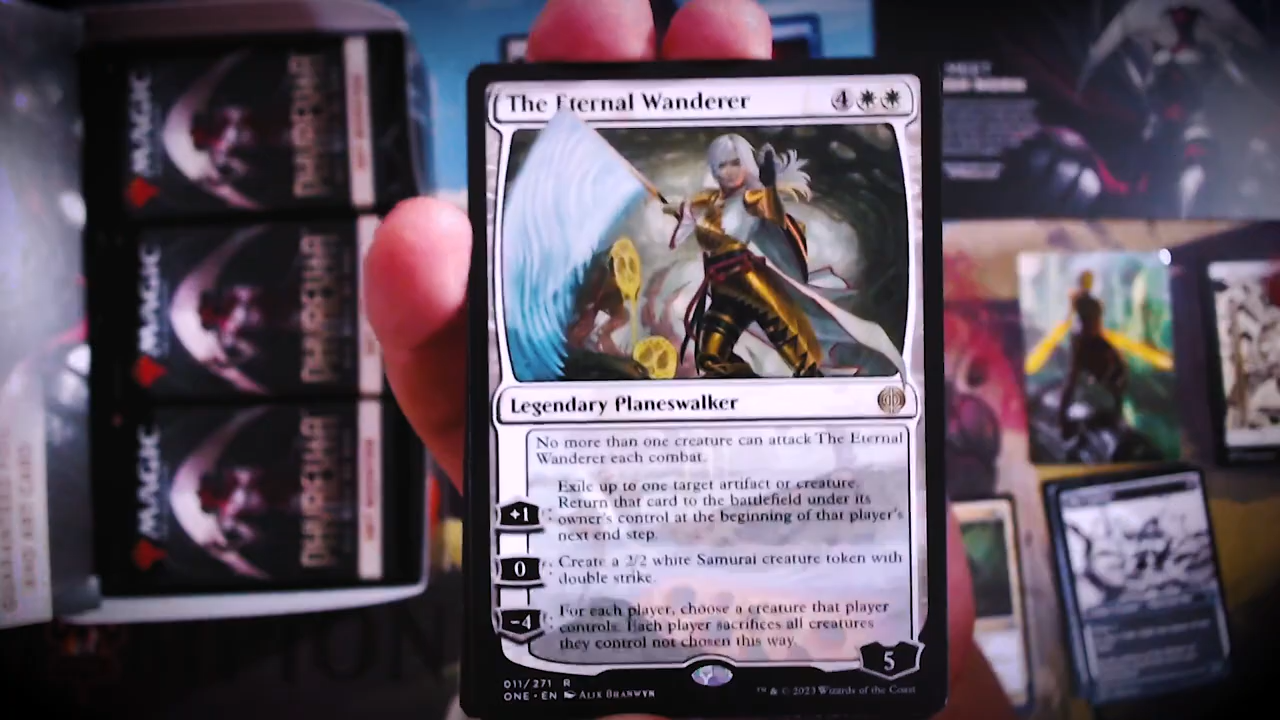 The Eternal Wanderer 4
Legendary Planeswalker
No more than one creature can attack The Eternal
Wanderer each combat.
+1: Exile up to one target artifact or creature.
Return that card to the battlefield under its
owner's control at the beginning of that player's
next end step.
0: Create a 2/2 white Samurai creature token with
double strike.
-4: For each player, choose a creature that player
controls. Each player sacrifices all creatures
they control not chosen this way.
5
011/271 R
ONE · EN Alix Branwyn
™ & © 2023 Wizards of the Coast
MAGIC
PHYREXIA
MAGIC
PHYREXIA
MAGIC
PHYREXIA
MEET